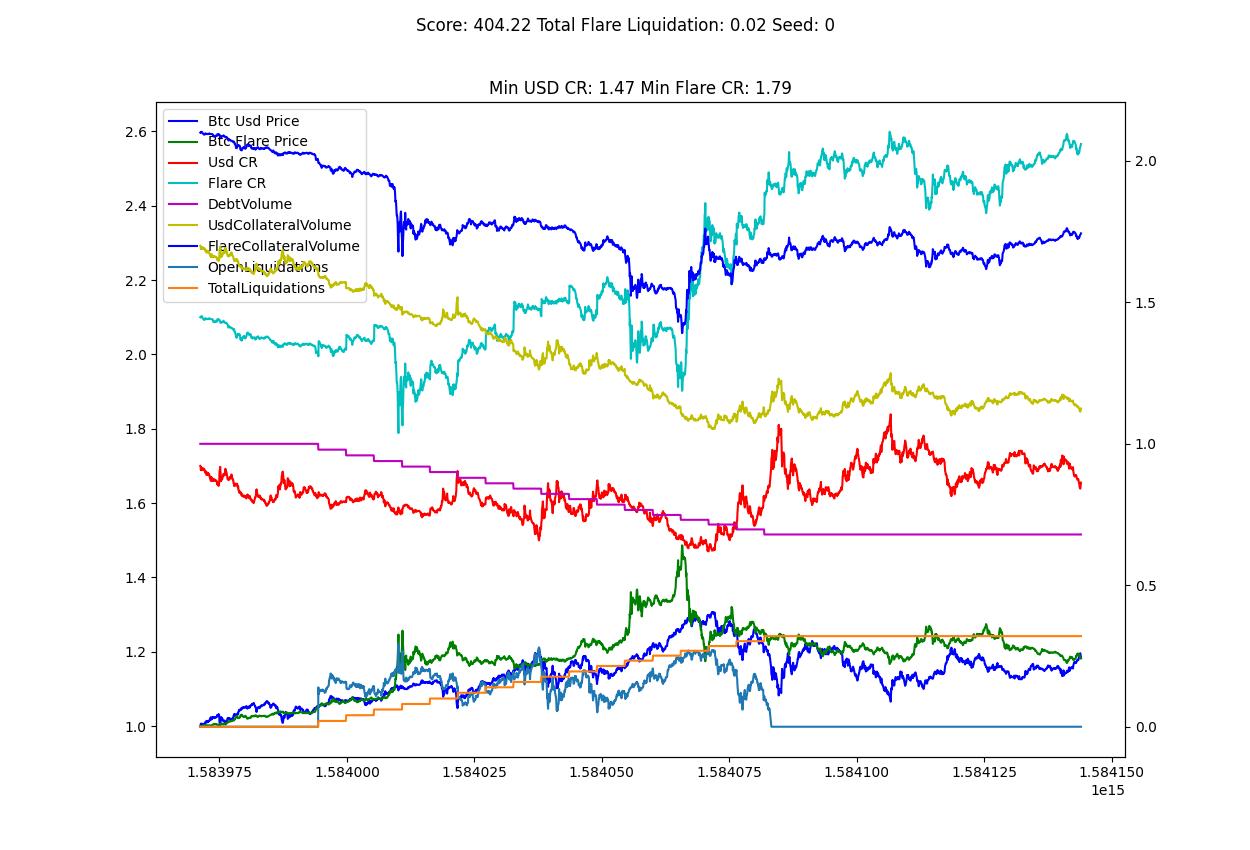 Score: 404.22 Total Flare Liquidation: 0.02 Seed: 0
Min USD CR: 1.47 Min Flare CR: 1.79
Btc Usd Price
Btc Flare Price
Usd CR
Flare CR
DebtVolume
UsdCollateralVolume
FlareCollateralVolume
OpenLiquidations
TotalLiquidations
2.6
2.4
2.2
2.0
1.8
1.6
1.4
1.2
1.0
2.0
1.5
1.0
0.5
0.0
1.583975 1.584000 1.584025 1.584050 1.584075 1.584100 1.584125 1.584150
1e15